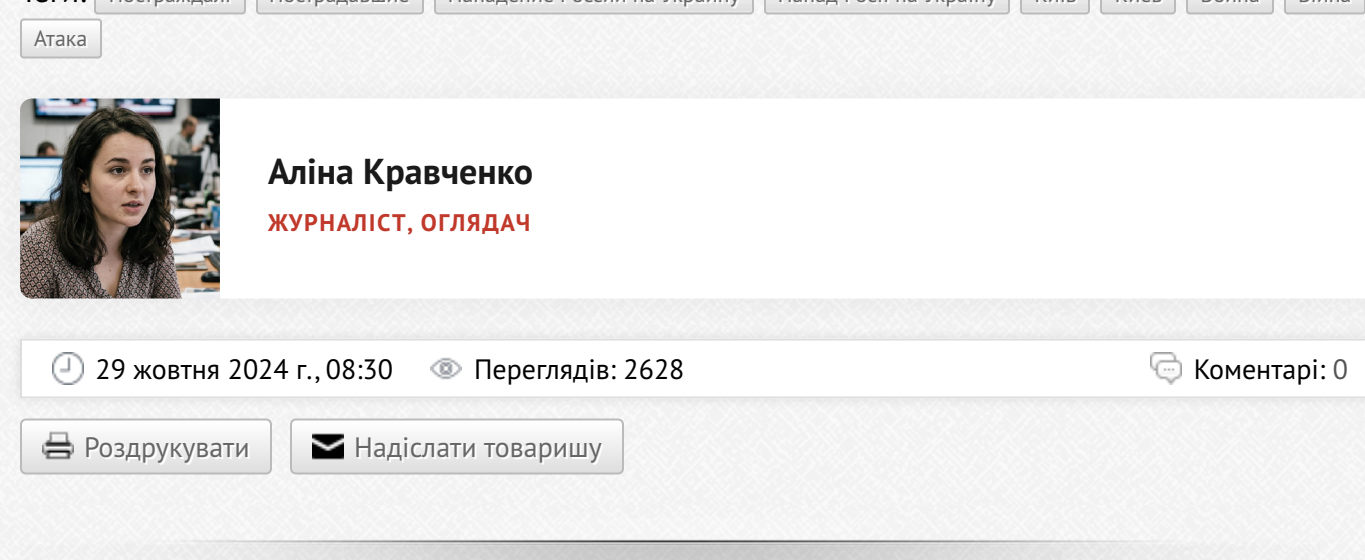 Атака
Аліна Кравченко
ЖУРНАЛІСТ, ОГЛЯДАЧ
29 жовтня 2024 г., 08:30 Переглядів: 2628 Коментарі: 0
Роздрукувати Надіслати товаришу